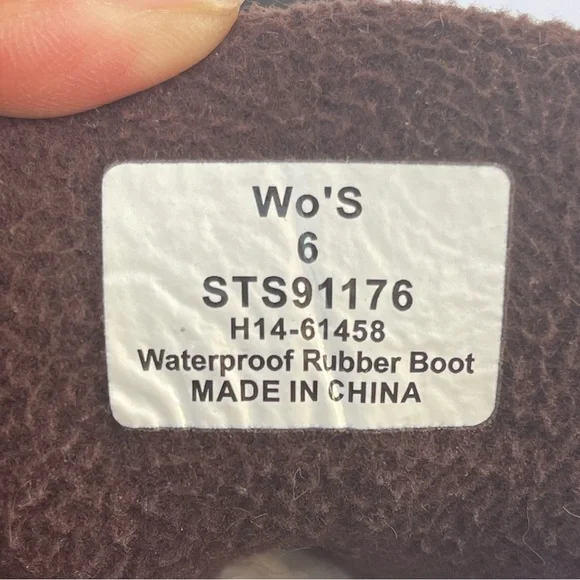 Wo'S
6
STS91176
H14-61458
Waterproof Rubber Boot
MADE IN CHINA